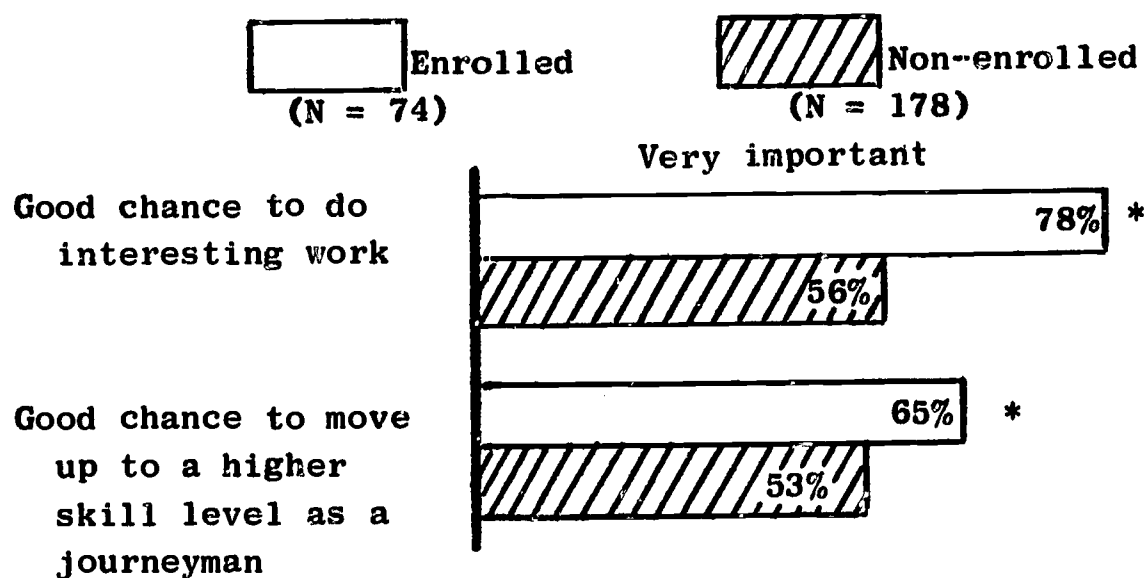 Enrolled
(N = 74)
Non-enrolled
(N = 178)
Very important
Good chance to do
interesting work
78% *
56%
Good chance to move
up to a higher
skill level as a
journeyman
65% *
53%